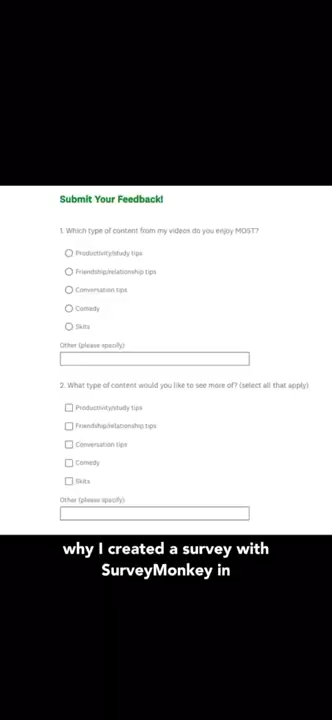 Submit Your Feedback!
1. Which type of content from my videos do you enjoy MOST?
Productivity/study tips
Friendship/relationship tips
Conversation tips
Comedy
Skits
Other (please specify)
2. What type of content would you like to see more of? (select all that apply)
Productivity/study tips
Friendship/relationship tips
Conversation tips
Comedy
Skits
Other (please specify)
why I created a survey with
SurveyMonkey in